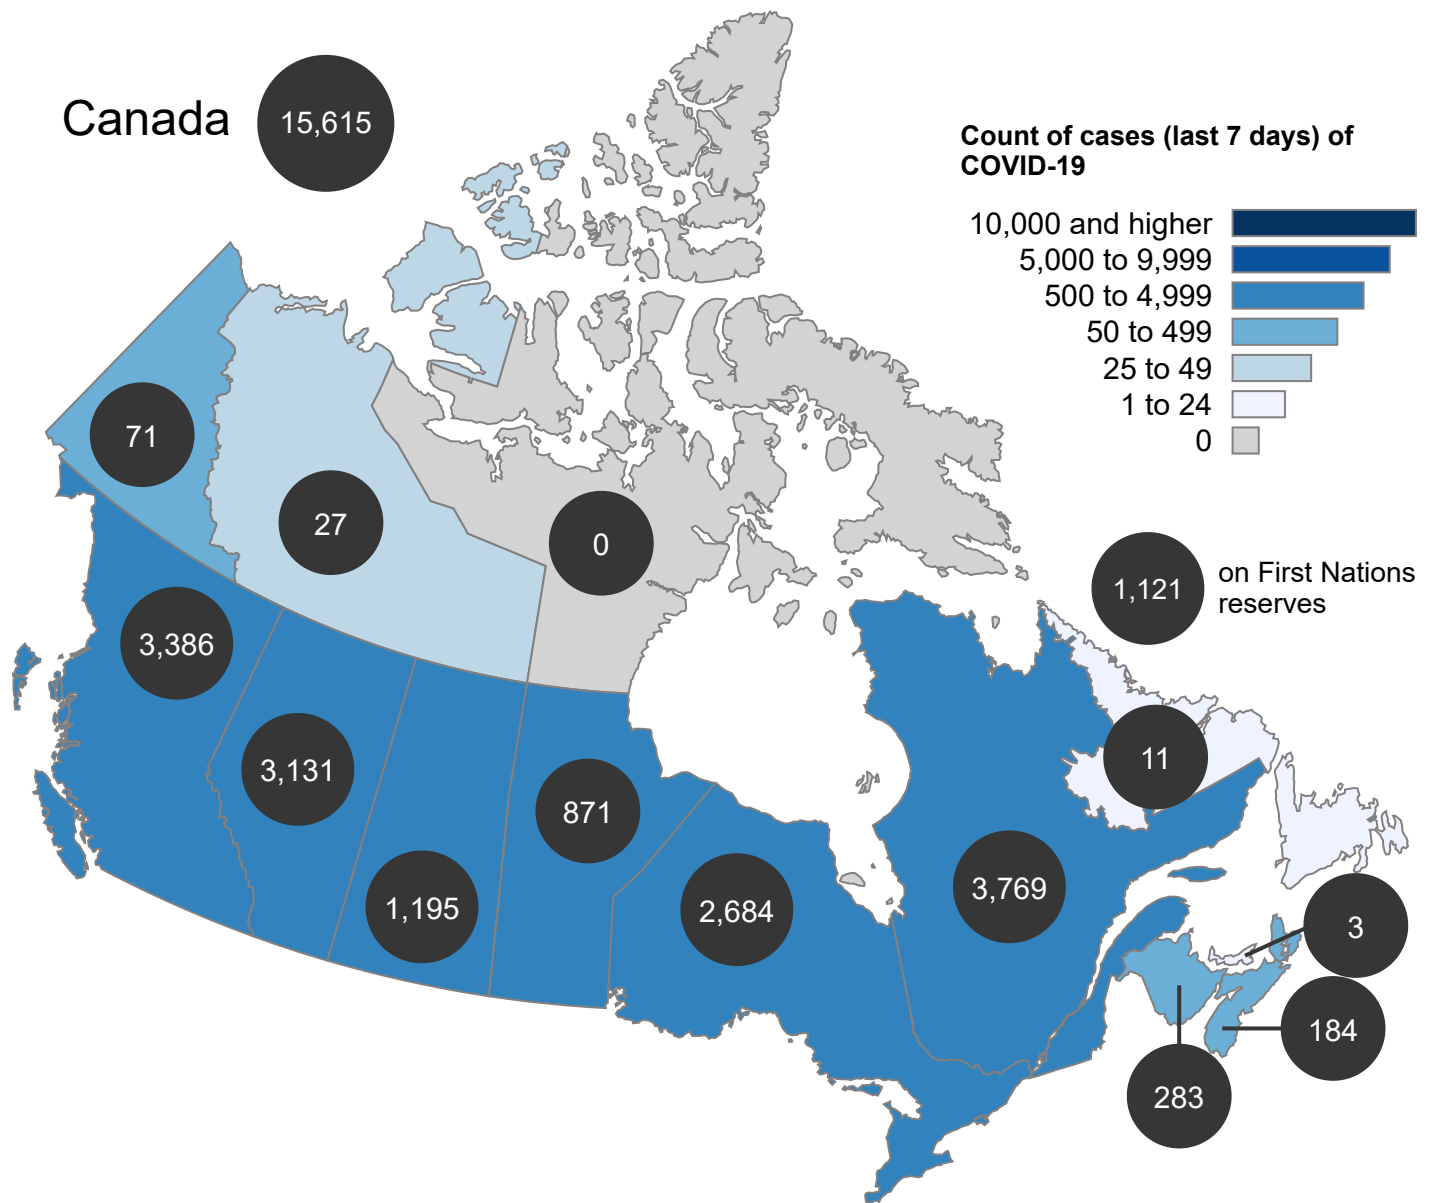 Canada
15,615
Count of cases (last 7 days) of
COVID-19
10,000 and higher
5,000 to 9,999
500 to 4,999
50 to 499
25 to 49
1 to 24
0
71
27
0
1,121
on First Nations
reserves
3,386
3,131
871
11
1,195
2,684
3,769
3
184
283